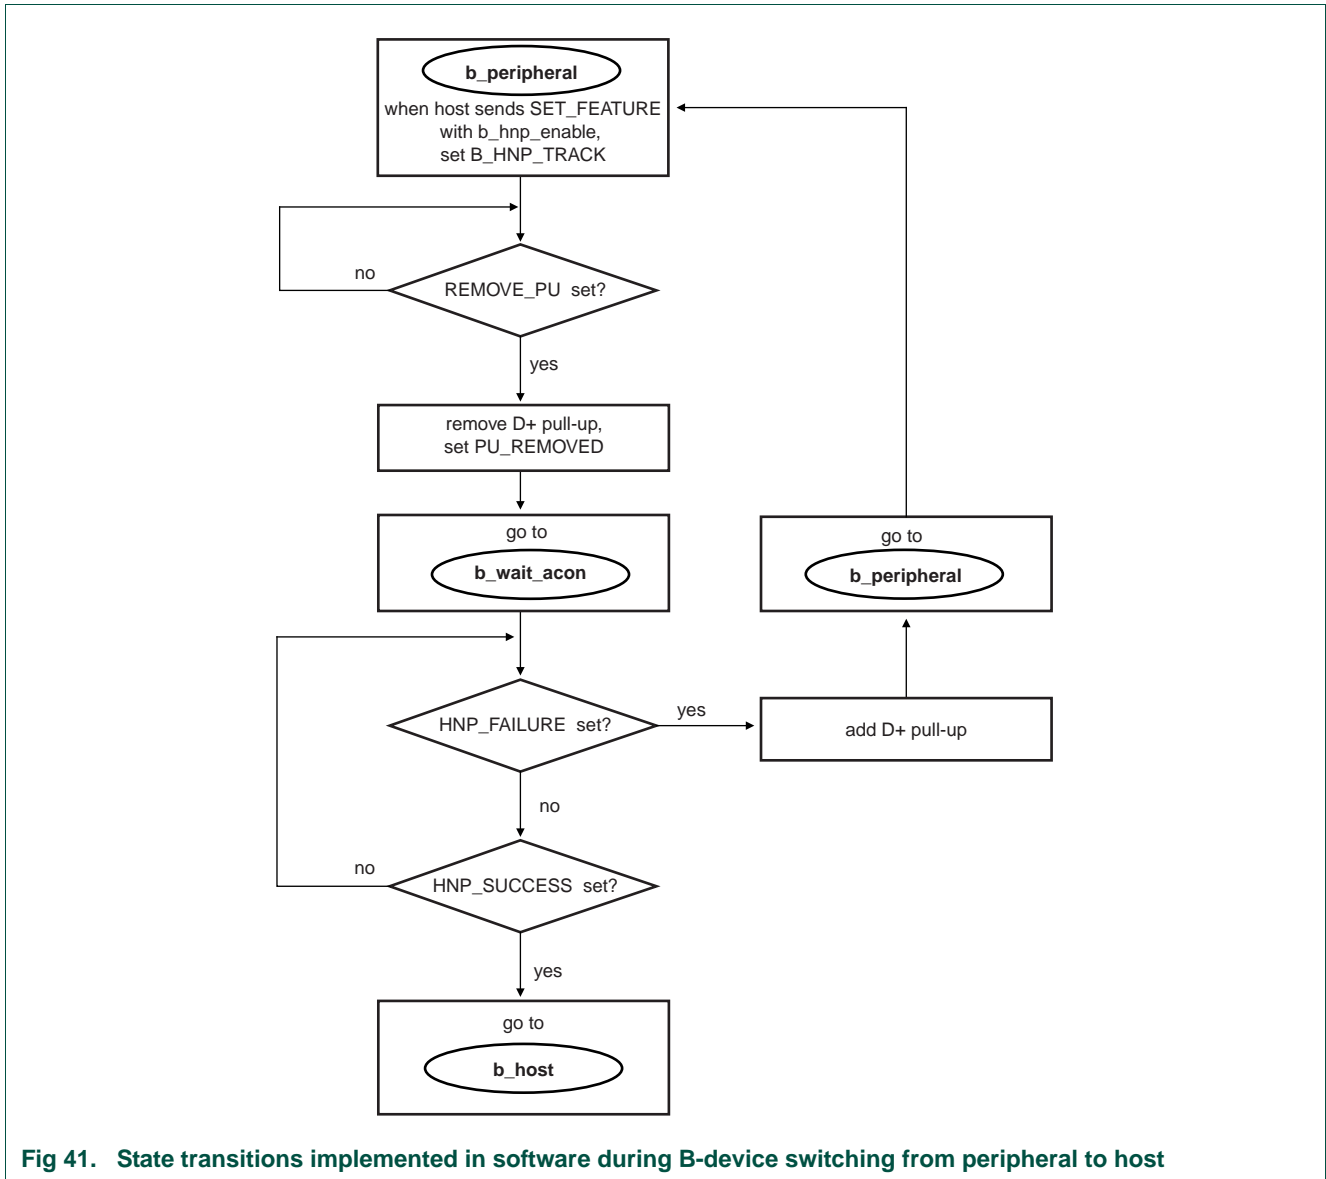 b_peripheral
when host sends SET_FEATURE
with b_hnp_enable,
set B_HNP_TRACK
no
REMOVE_PU set?
yes
remove D+ pull-up,
set PU_REMOVED
go to
b_wait_acon
go to
b_peripheral
HNP_FAILURE set?
yes
add D+ pull-up
no
no
HNP_SUCCESS set?
yes
go to
b_host
Fig 41. State transitions implemented in software during B-device switching from peripheral to host